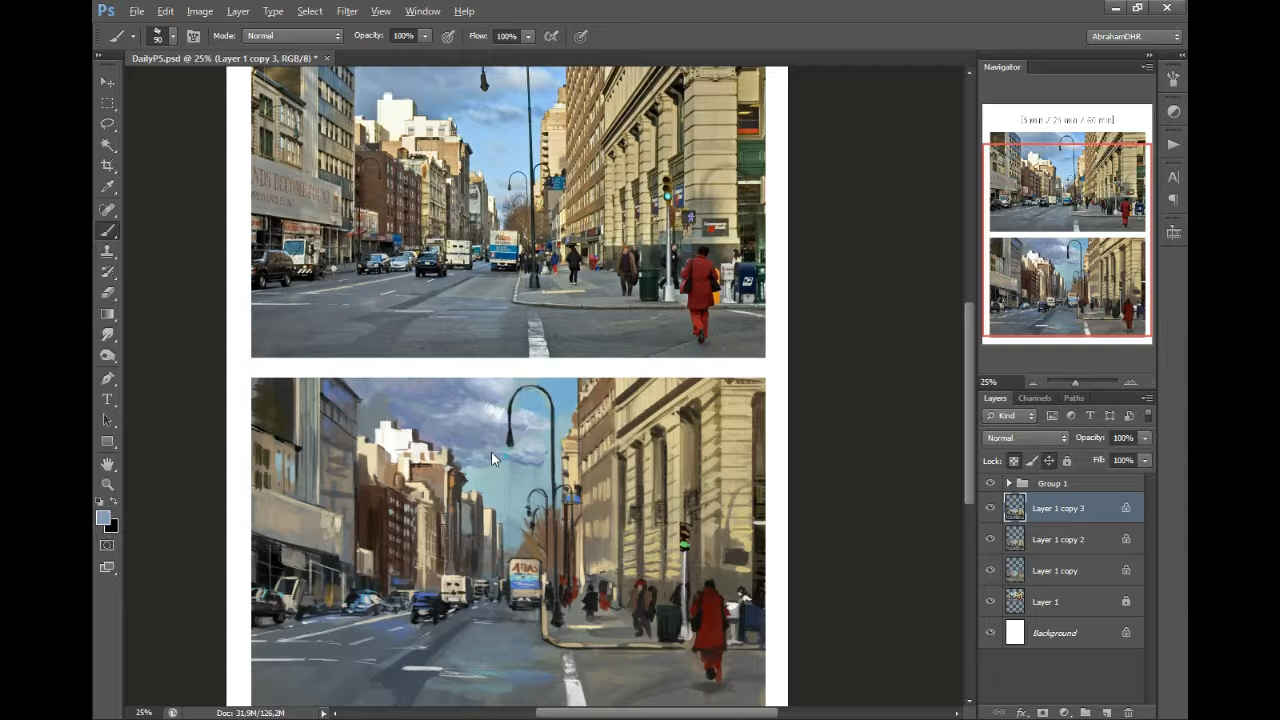 Ps File Edit Image Layer Type Select Filter View Window Help
90 Mode: Normal Opacity: 100% Flow: 100% AbrahamDHR
DailyP5.psd @ 25% (Layer 1 copy 3, RGB/8) * ×
Navigator
[5 min / 25 min / 60 min]
25%
Layers Channels Paths
Kind
Normal Opacity: 100%
Lock: Fill: 100%
Group 1
Layer 1 copy 3
Layer 1 copy 2
Layer 1 copy
Layer 1
Background
ATLAS
25% Doc: 31,9M/126,2M